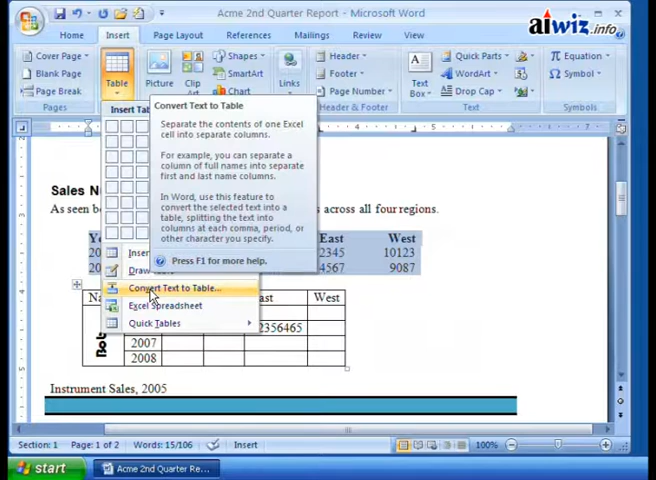 Acme 2nd Quarter Report - Microsoft Word
aiwiz.info
Home Insert Page Layout References Mailings Review View
Cover Page
Blank Page
Page Break
Pages
Table
Picture
Clip
Art
Shapes
SmartArt
Chart
Links
Header
Footer
Page Number
Header & Footer
Text
Box
Quick Parts
WordArt
Drop Cap
Text
Equation
Symbol
Symbols
Insert Tab
Convert Text to Table
Separate the contents of one Excel
cell into separate columns.
For example, you can separate a
column of full names into separate
first and last name columns.
In Word, use this feature to
convert the selected text into a
table, splitting the text into
columns at each comma, period, or
other character you specify.
Press F1 for more help.
Convert Text to Table...
Excel Spreadsheet
Quick Tables
As seen
across all four regions.
East West
2345 10123
4567 9087
East West
2356465
Bob
2007
2008
Instrument Sales, 2005
Section: 1 Page: 1 of 2 Words: 15/106 Insert 100%
start
Acme 2nd Quarter Re...